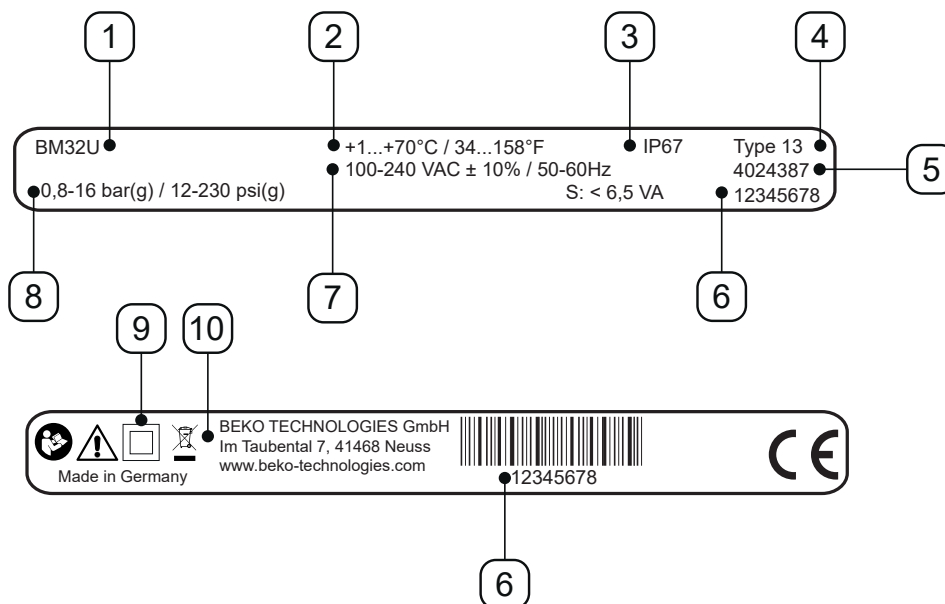 1 2 3 4
BM32U +1...+70°C / 34...158°F IP67 Type 13
100-240 VAC ± 10% / 50-60Hz 4024387 5
0,8-16 bar(g) / 12-230 psi(g) S: < 6,5 VA 12345678
8 7 6
9 10
BEKO TECHNOLOGIES GmbH
Im Taubental 7, 41468 Neuss
www.beko-technologies.com
Made in Germany
12345678
CE
6